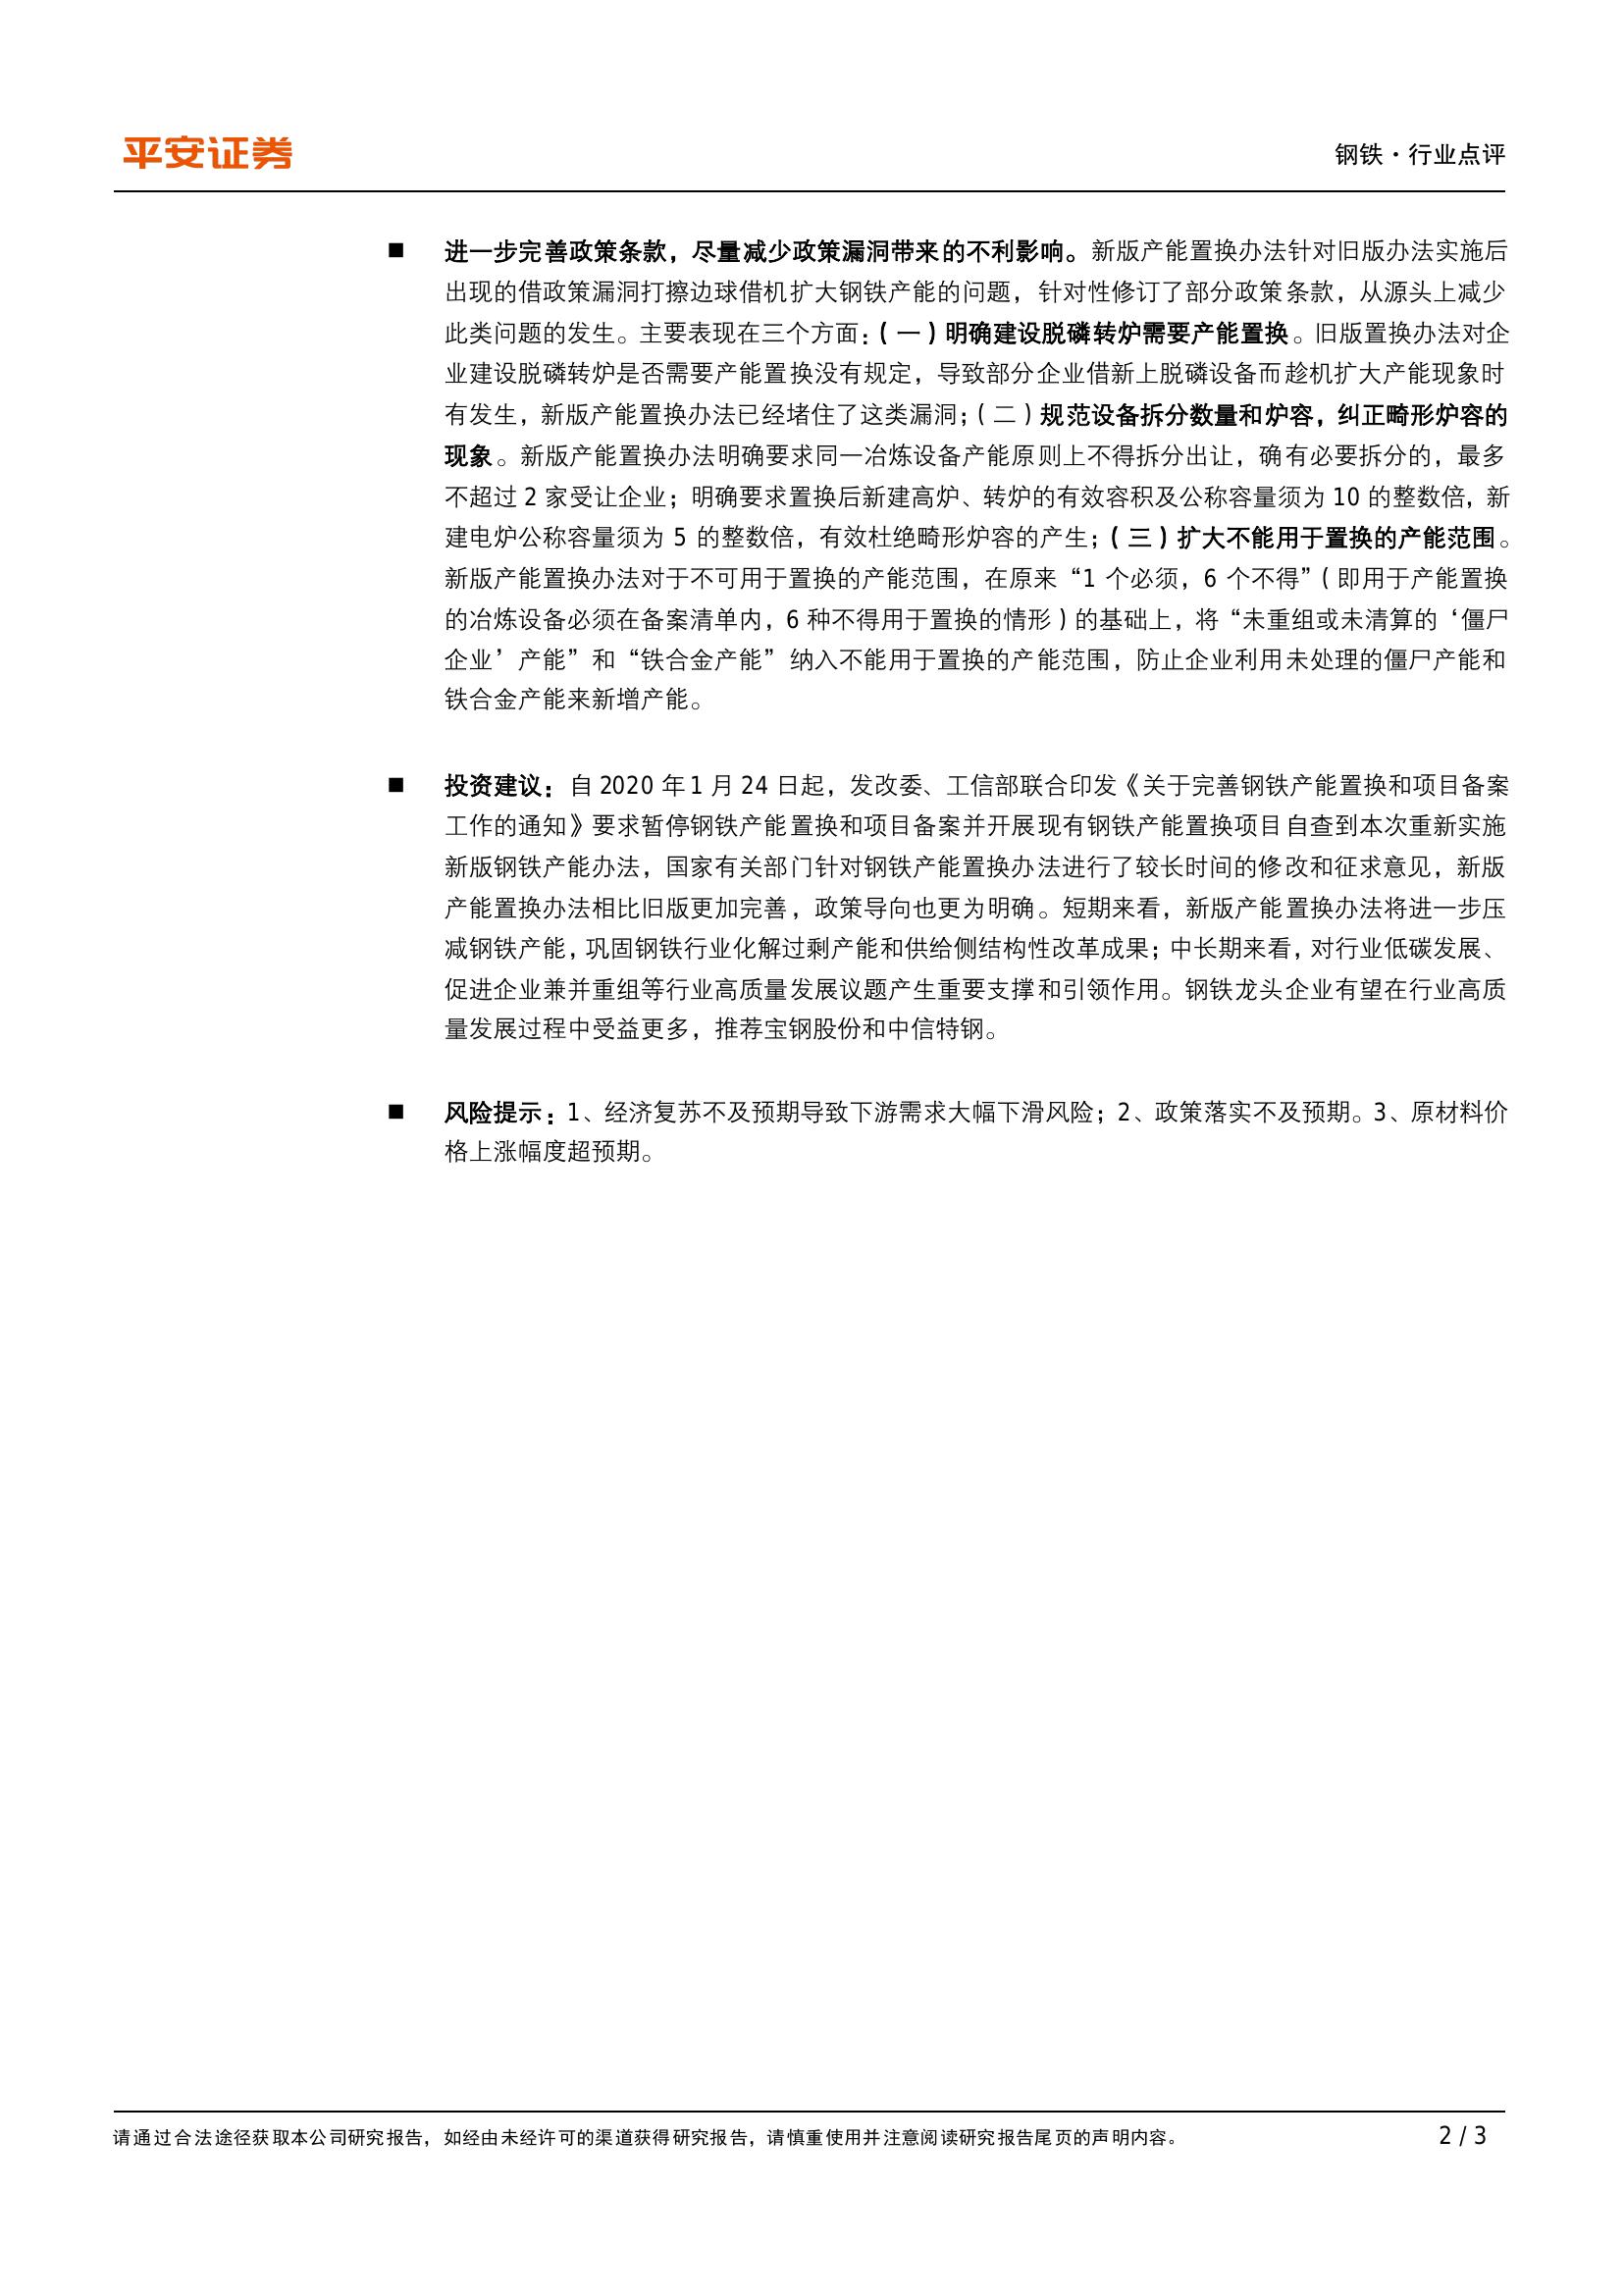 平安证券
钢铁·行业点评
■ 进一步完善政策条款，尽量减少政策漏洞带来的不利影响。新版产能置换办法针对旧版办法实施后
出现的借政策漏洞打擦边球借机扩大钢铁产能的问题，针对性修订了部分政策条款，从源头上减少
此类问题的发生。主要表现在三个方面：（一）明确建设脱磷转炉需要产能置换。旧版置换办法对企
业建设脱磷转炉是否需要产能置换没有规定，导致部分企业借新上脱磷设备而趁机扩大产能现象时
有发生，新版产能置换办法已经堵住了这类漏洞；（二）规范设备拆分数量和炉容，纠正畸形炉容的
现象。新版产能置换办法明确要求同一冶炼设备产能原则上不得拆分出让，确有必要拆分的，最多
不超过 2 家受让企业；明确要求置换后新建高炉、转炉的有效容积及公称容量须为 10 的整数倍，新
建电炉公称容量须为 5 的整数倍，有效杜绝畸形炉容的产生；（三）扩大不能用于置换的产能范围。
新版产能置换办法对于不可用于置换的产能范围，在原来“1 个必须，6 个不得”（即用于产能置换
的冶炼设备必须在备案清单内，6 种不得用于置换的情形）的基础上，将“未重组或未清算的‘僵尸
企业’产能”和“铁合金产能”纳入不能用于置换的产能范围，防止企业利用未处理的僵尸产能和
铁合金产能来新增产能。
■ 投资建议：自 2020 年 1 月 24 日起，发改委、工信部联合印发《关于完善钢铁产能置换和项目备案
工作的通知》要求暂停钢铁产能置换和项目备案并开展现有钢铁产能置换项目自查到本次重新实施
新版钢铁产能办法，国家有关部门针对钢铁产能置换办法进行了较长时间的修改和征求意见，新版
产能置换办法相比旧版更加完善，政策导向也更为明确。短期来看，新版产能置换办法将进一步压
减钢铁产能，巩固钢铁行业化解过剩产能和供给侧结构性改革成果；中长期来看，对行业低碳发展、
促进企业兼并重组等行业高质量发展议题产生重要支撑和引领作用。钢铁龙头企业有望在行业高质
量发展过程中受益更多，推荐宝钢股份和中信特钢。
■ 风险提示：1、经济复苏不及预期导致下游需求大幅下滑风险；2、政策落实不及预期。3、原材料价
格上涨幅度超预期。
请通过合法途径获取本公司研究报告，如经由未经许可的渠道获得研究报告，请慎重使用并注意阅读研究报告尾页的声明内容。
2 / 3